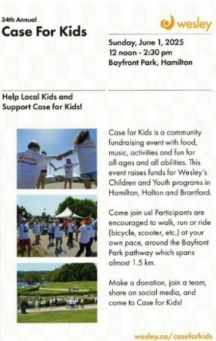 34th Annual
Case For Kids
wesley
Sunday, June 1, 2025
12 noon - 2:30 pm
Bayfront Park, Hamilton
Help Local Kids and
Support Case for Kids!
Case for Kids is a community
fundraising event with food,
music, activities and fun for
all ages and all abilities. This
event raises funds for Wesley's
Children and Youth programs in
Hamilton, Halton and Brantford.
Come join us! Participants are
encouraged to walk, run or ride
(bicycle, scooter, etc.) at your
own pace, around the Bayfront
Park pathway which spans
almost 1.5 km.
Make a donation, join a team,
share on social media, and
come to Case for Kids!
wesley.ca/caseforkids